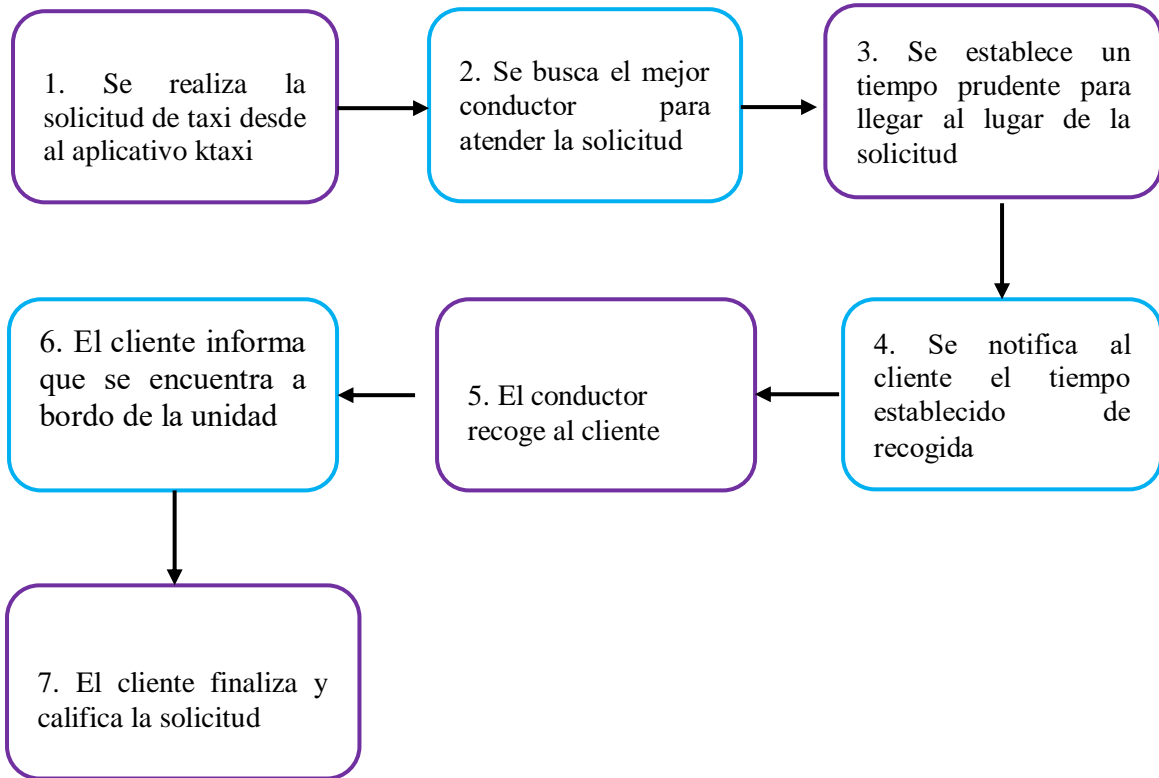 1. Se realiza la
solicitud de taxi desde
al aplicativo ktaxi
2. Se busca el mejor
conductor para
atender la solicitud
3. Se establece un
tiempo prudente para
llegar al lugar de la
solicitud
4. Se notifica al
cliente el tiempo
establecido de
recogida
5. El conductor
recoge al cliente
6. El cliente informa
que se encuentra a
bordo de la unidad
7. El cliente finaliza y
califica la solicitud